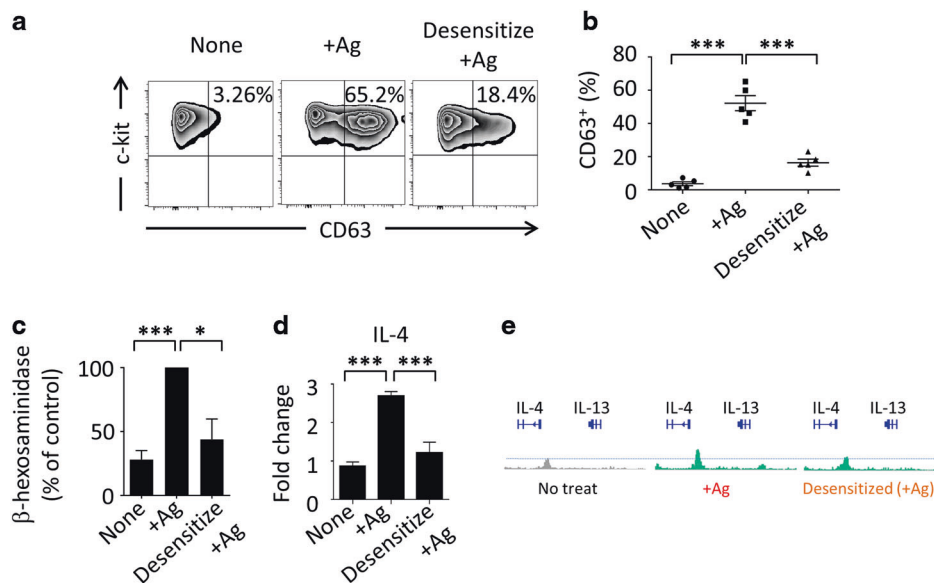 a
None
+Ag
Desensitize
+Ag
3.26%
65.2%
18.4%
c-kit
CD63
b
***
***
CD63+ (%)
80
60
40
20
0
None
+Ag
Desensitize
+Ag
c
***
*
β-hexosaminidase
(% of control)
100
50
0
None
+Ag
Desensitize
+Ag
d
IL-4
***
***
Fold change
3
2
1
0
None
+Ag
Desensitize
+Ag
e
IL-4 IL-13 IL-4 IL-13 IL-4 IL-13
No treat +Ag Desensitized (+Ag)